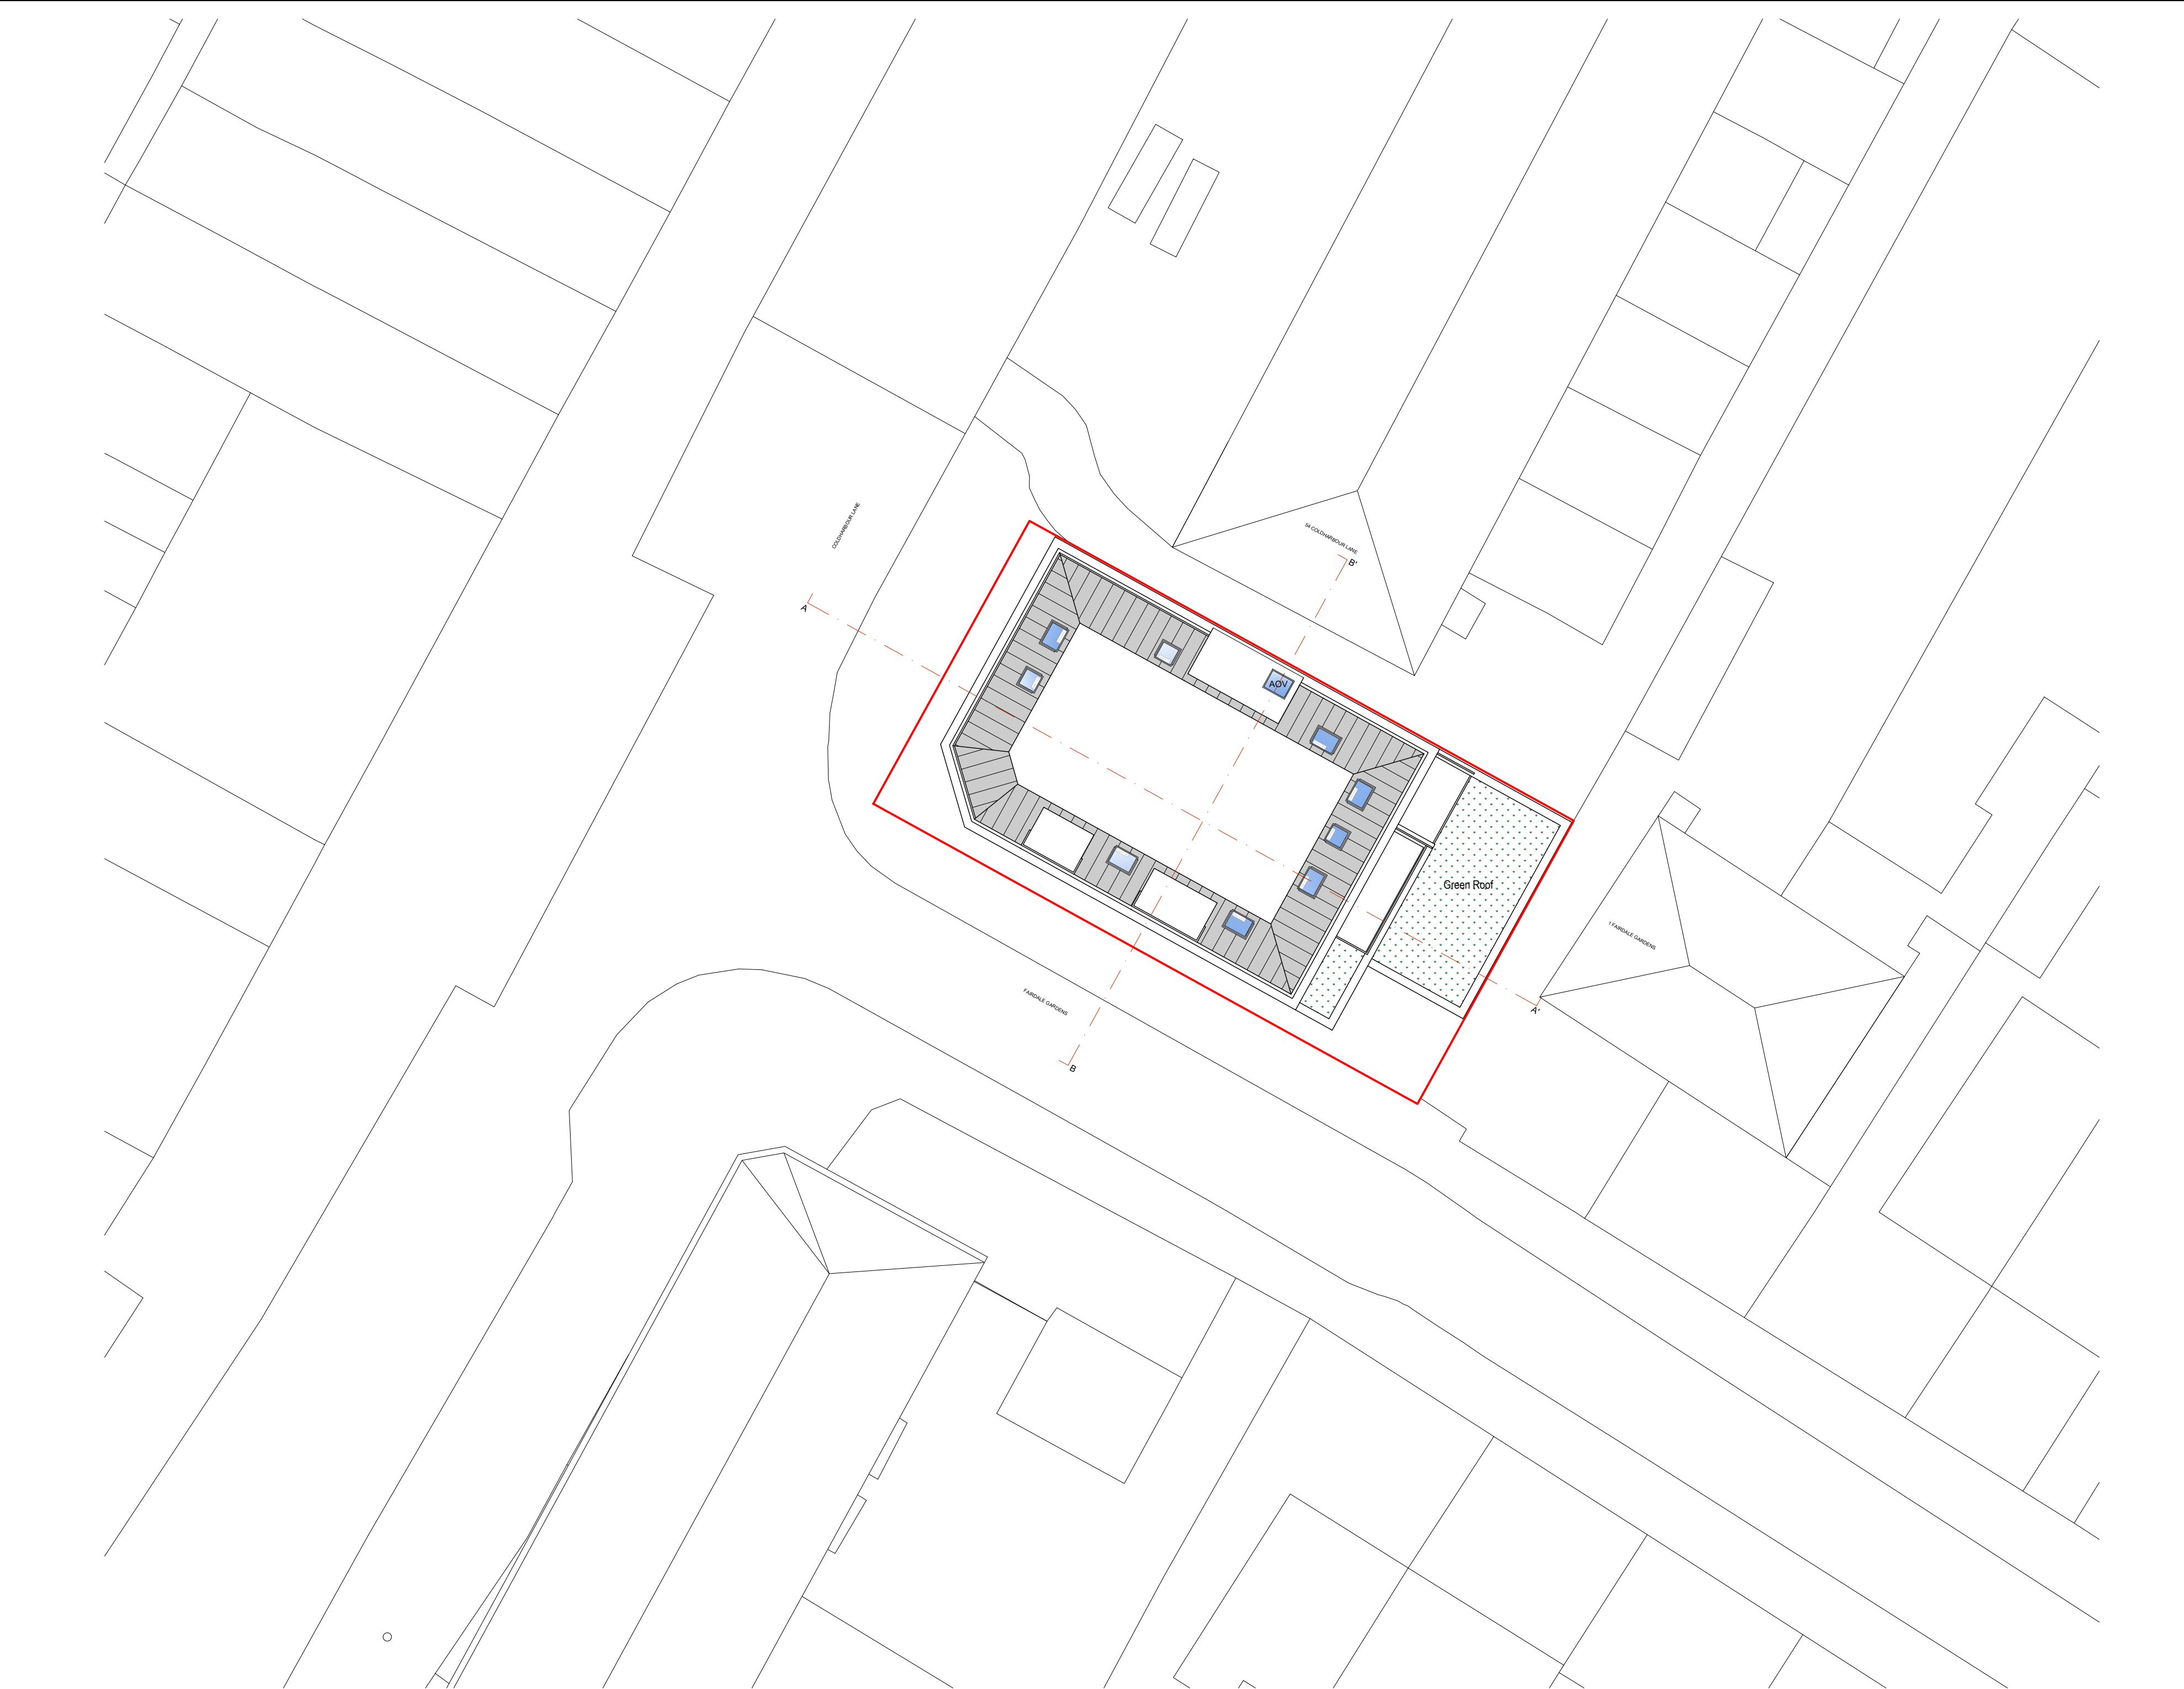 COLDHARBOUR LANE
54 COLDHARBOUR LANE
B'
A
AOV
Green Roof
1 FAIRDALE GARDENS
FAIRDALE GARDENS
A'
B